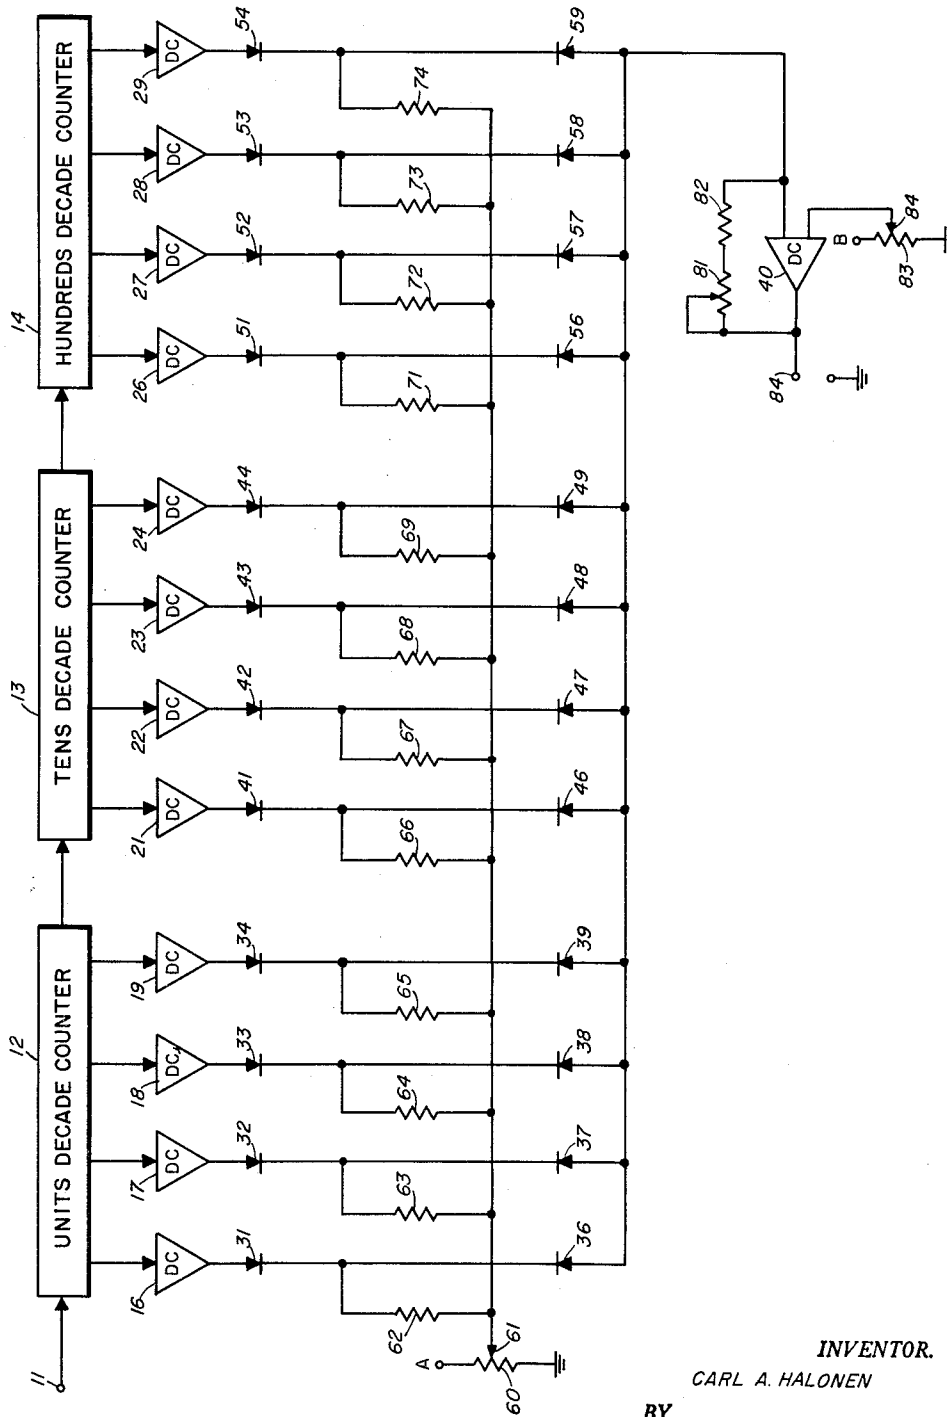 11
UNITS DECADE COUNTER
12
TENS DECADE COUNTER
13
HUNDREDS DECADE COUNTER
14
DC
16
DC
17
DC
18
DC
19
DC
21
DC
22
DC
23
DC
24
DC
26
DC
27
DC
28
DC
29
31
32
33
34
41
42
43
44
51
52
53
54
62
63
64
65
66
67
68
69
71
72
73
74
A
60
61
36
37
38
39
46
47
48
49
56
57
58
59
81
82
DC
40
84
B
83
84
INVENTOR.
CARL A. HALONEN
BY